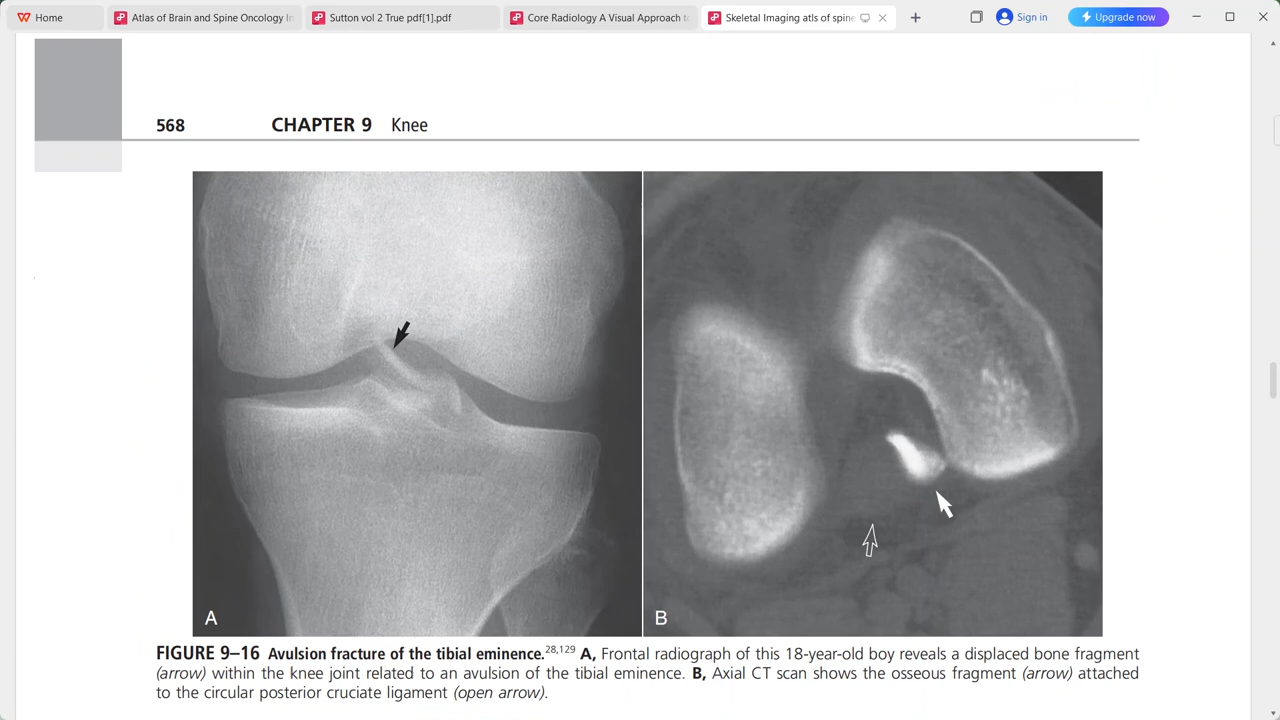 Home
Atlas of Brain and Spine Oncology I
Sutton vol 2 True pdf[1].pdf
Core Radiology A Visual Approach t
Skeletal Imaging atls of spine
Sign in
Upgrade now
568 CHAPTER 9 Knee
A
B
FIGURE 9–16 Avulsion fracture of the tibial eminence.28,129 A, Frontal radiograph of this 18-year-old boy reveals a displaced bone fragment
(arrow) within the knee joint related to an avulsion of the tibial eminence. B, Axial CT scan shows the osseous fragment (arrow) attached
to the circular posterior cruciate ligament (open arrow).